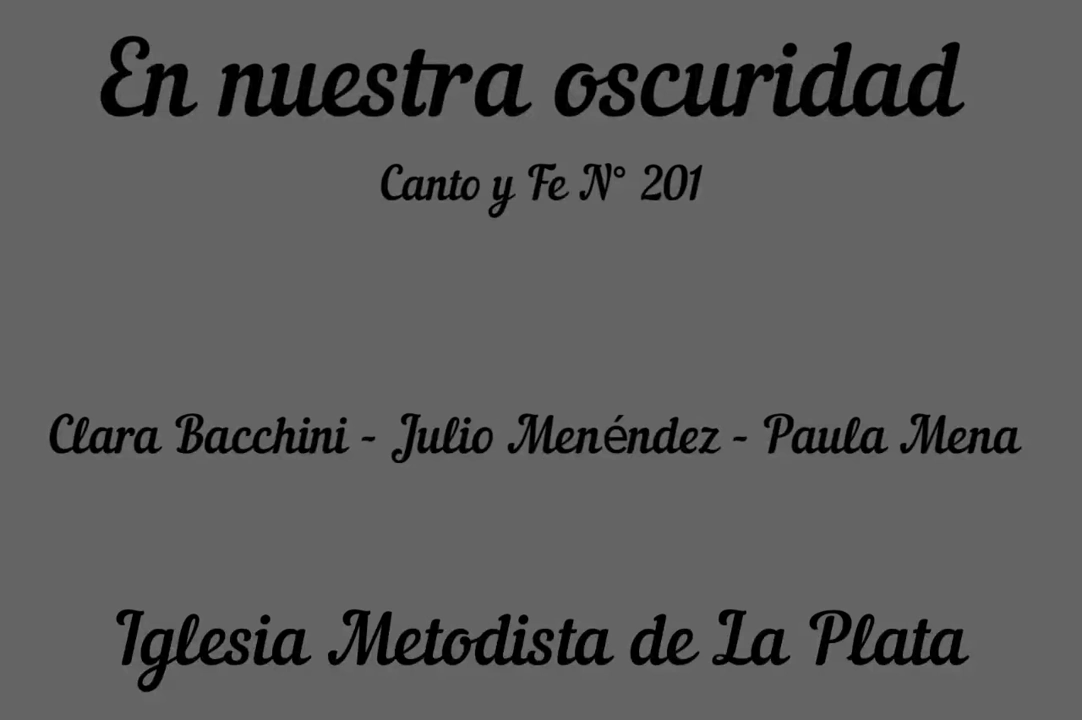 En nuestra oscuridad
Canto y Fe N° 201
Clara Bacchini - Julio Menéndez - Paula Mena
Iglesia Metodista de La Plata